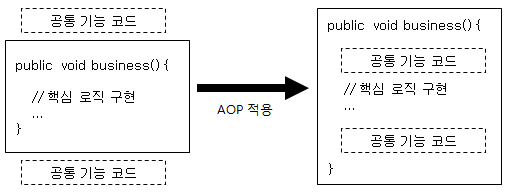 공통 기능 코드
public void business() {
// 핵심 로직 구현
...
}
공통 기능 코드
AOP 적용
public void business() {
공통 기능 코드
// 핵심 로직 구현
...
공통 기능 코드
}